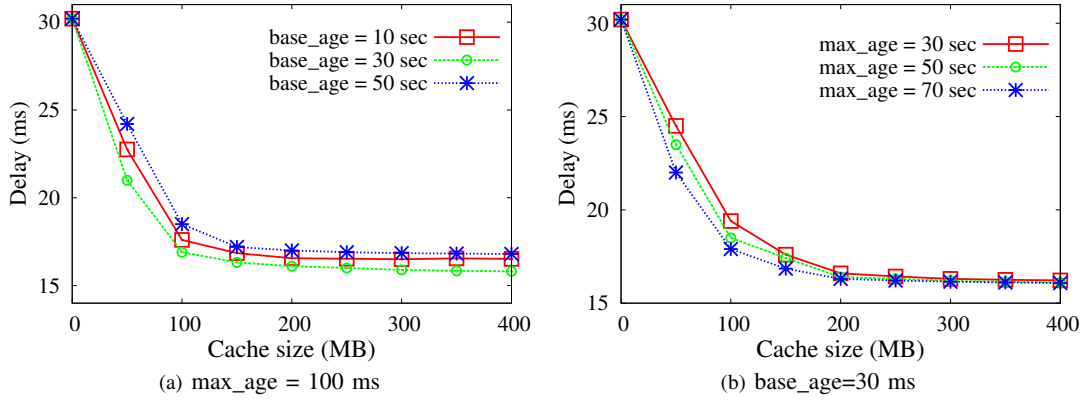 30
25
20
15
0
100
200
300
400
Delay (ms)
Cache size (MB)
base_age = 10 sec
base_age = 30 sec
base_age = 50 sec
(a) max_age = 100 ms
30
25
20
15
0
100
200
300
400
Delay (ms)
Cache size (MB)
max_age = 30 sec
max_age = 50 sec
max_age = 70 sec
(b) base_age=30 ms